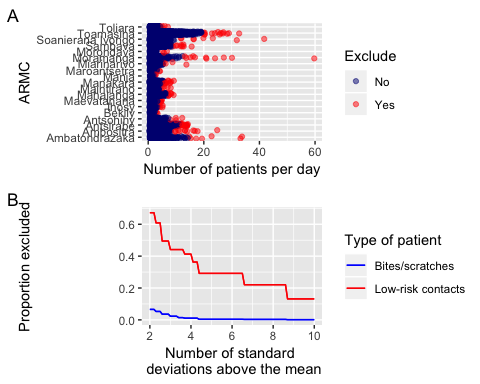 A
Toliara
Toamasina
Soanierana Ivongo
Sambava
Morondava
Moramanga
Miarinarivo
Maroantsetra
Manja
Manakara
Maintirano
Mahajanga
Maevatanana
Ihosy
Bekily
Antsohihy
Antsirabe
Ambositra
Ambatondrazaka
ARMC
0 20 40 60
Number of patients per day
Exclude
No
Yes
B
Proportion excluded
0.6
0.4
0.2
0.0
2 4 6 8 10
Number of standard
deviations above the mean
Type of patient
Bites/scratches
Low-risk contacts